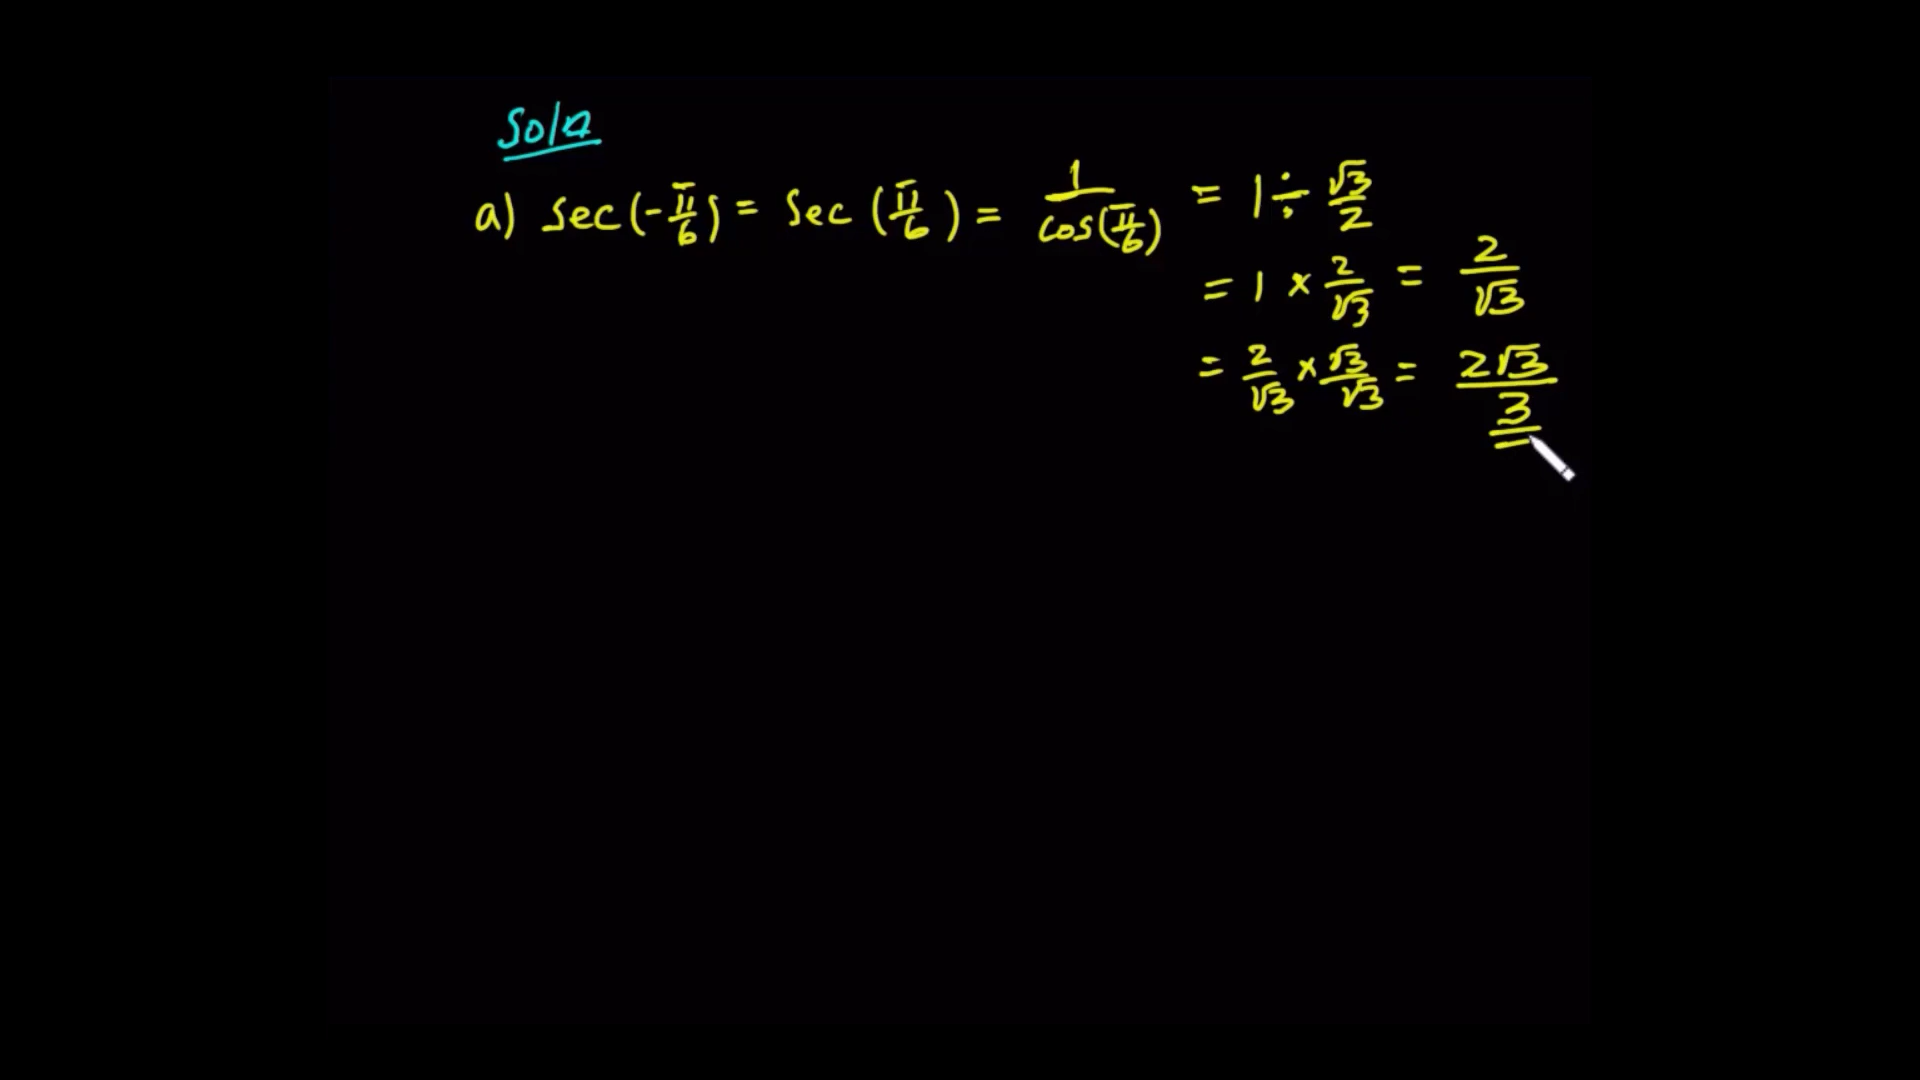 Soln
a) sec(-π/6) = sec(π/6) = 1/cos(π/6) = 1 ÷ √3/2
= 1 × 2/√3 = 2/√3
= 2/√3 × √3/√3 = 2√3/3